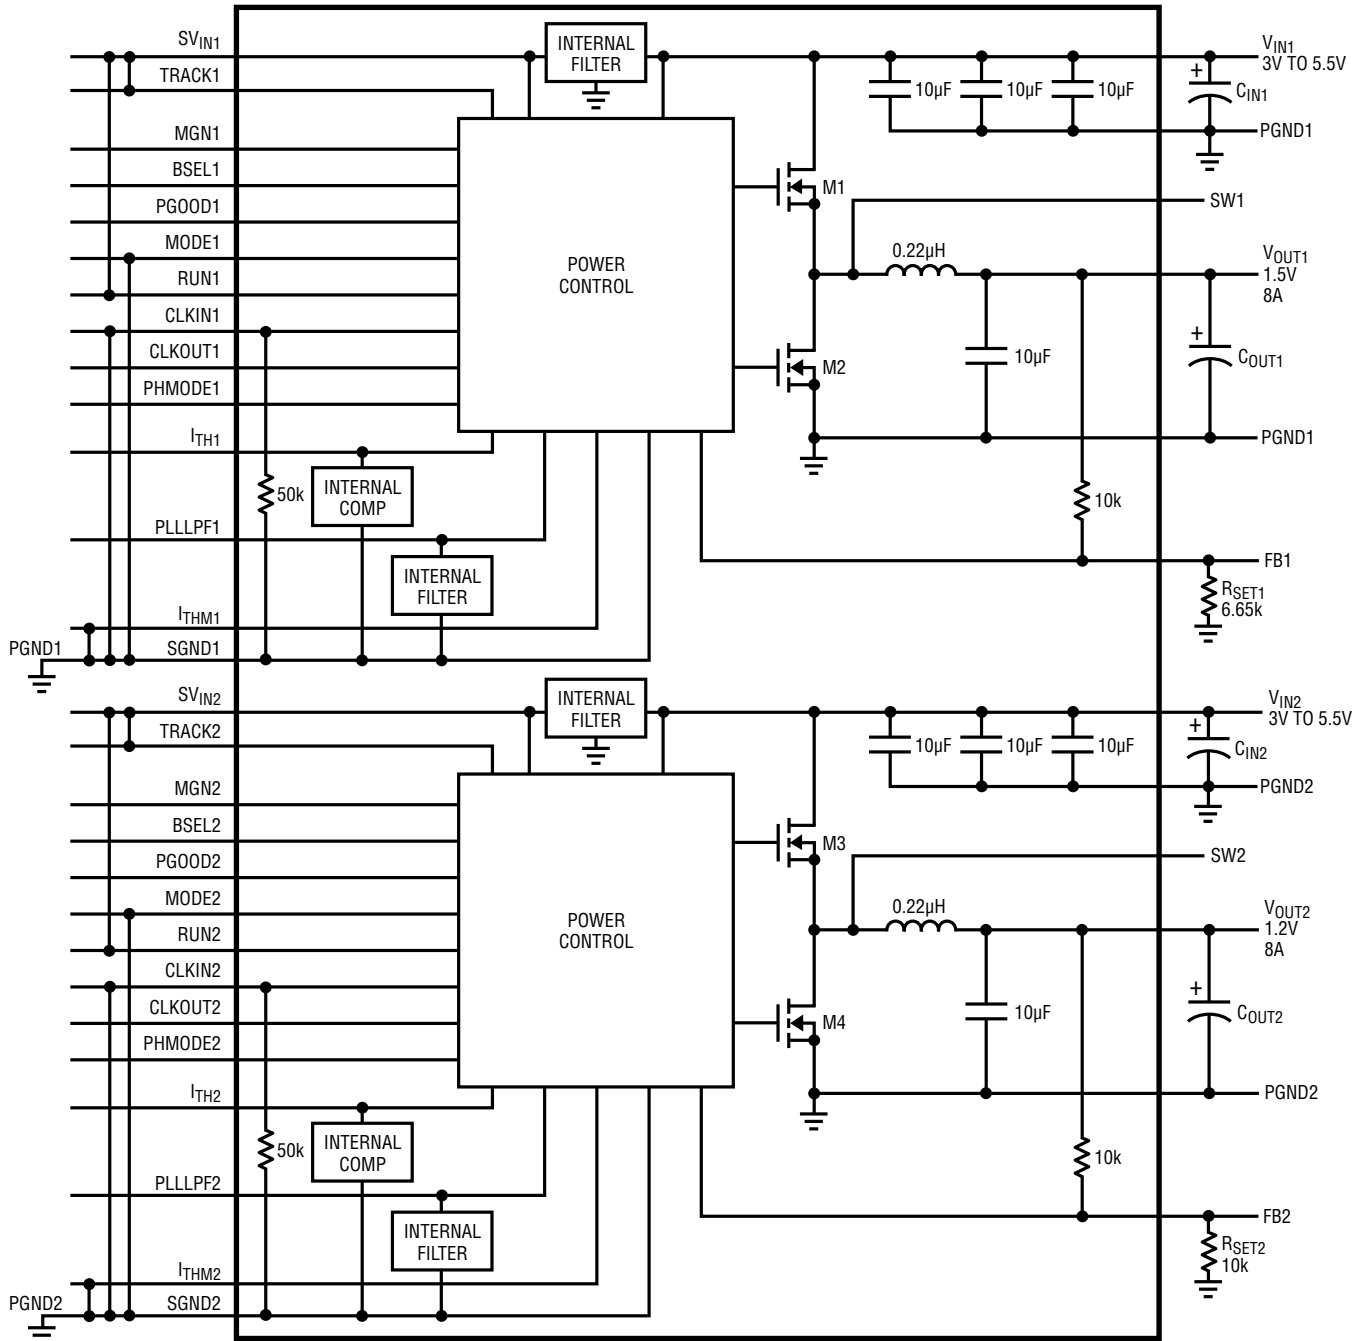 SVIN1
TRACK1
MGN1
BSEL1
PGOOD1
MODE1
RUN1
CLKIN1
CLKOUT1
PHMODE1
ITH1
PLLLPF1
ITHM1
SGND1
PGND1
50k
INTERNAL
COMP
INTERNAL
FILTER
INTERNAL
FILTER
POWER
CONTROL
M1
M2
10µF
10µF
10µF
+
CIN1
VIN1
3V TO 5.5V
PGND1
SW1
0.22µH
10µF
VOUT1
1.5V
8A
+
COUT1
PGND1
10k
FB1
RSET1
6.65k
SVIN2
TRACK2
MGN2
BSEL2
PGOOD2
MODE2
RUN2
CLKIN2
CLKOUT2
PHMODE2
ITH2
PLLLPF2
ITHM2
SGND2
PGND2
50k
INTERNAL
COMP
INTERNAL
FILTER
INTERNAL
FILTER
POWER
CONTROL
M3
M4
10µF
10µF
10µF
+
CIN2
VIN2
3V TO 5.5V
PGND2
SW2
0.22µH
10µF
VOUT2
1.2V
8A
+
COUT2
PGND2
10k
FB2
RSET2
10k